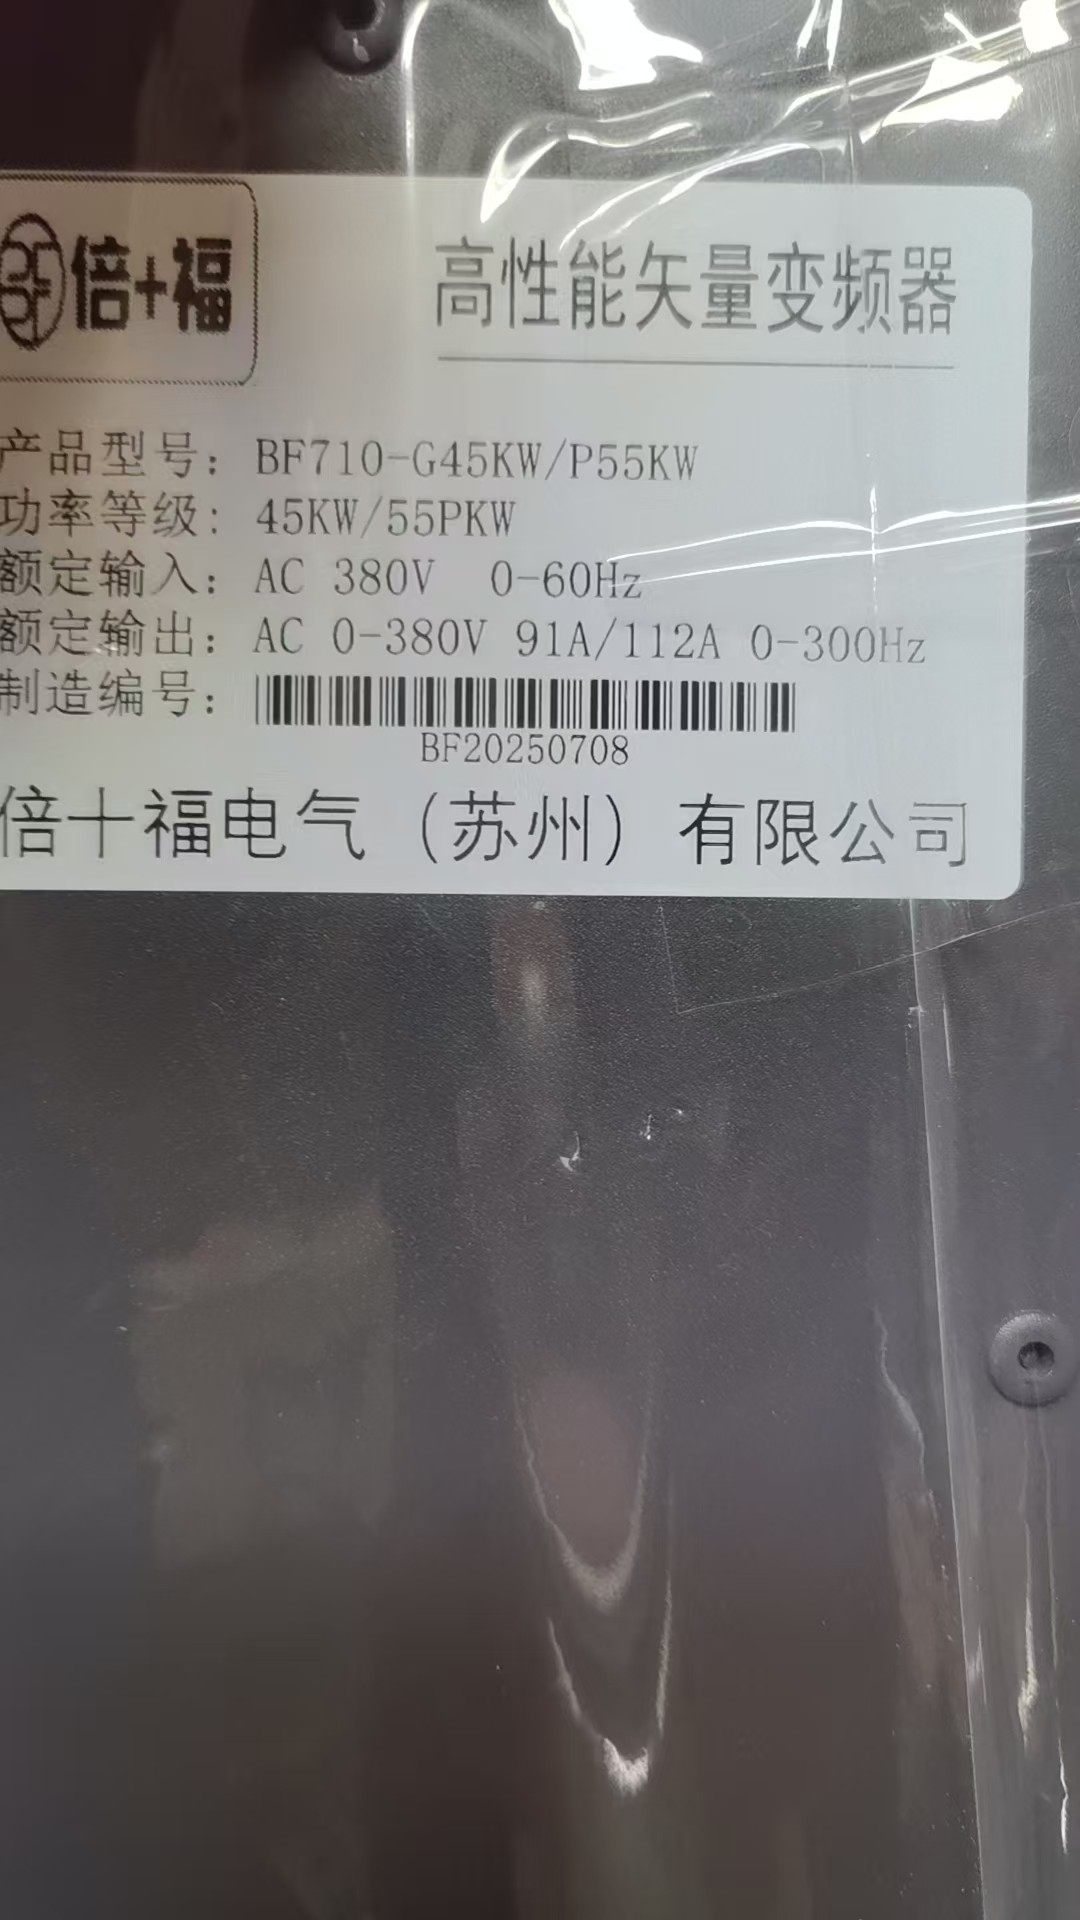 倍十福
高性能矢量变频器
产品型号：BF710-G45KW/P55KW
功率等级：45KW/55PKW
额定输入：AC 380V 0-60Hz
额定输出：AC 0-380V 91A/112A 0-300Hz
制造编号：
BF20250708
倍十福电气（苏州）有限公司